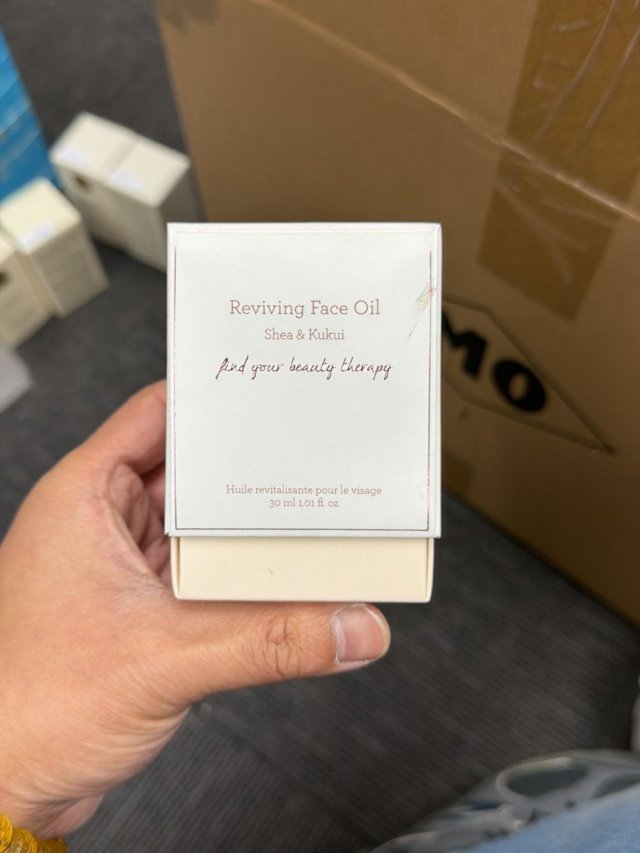 Reviving Face Oil
Shea & Kukui
find your beauty therapy
Huile revitalisante pour le visage
30 ml 1.01 fl. oz
MO